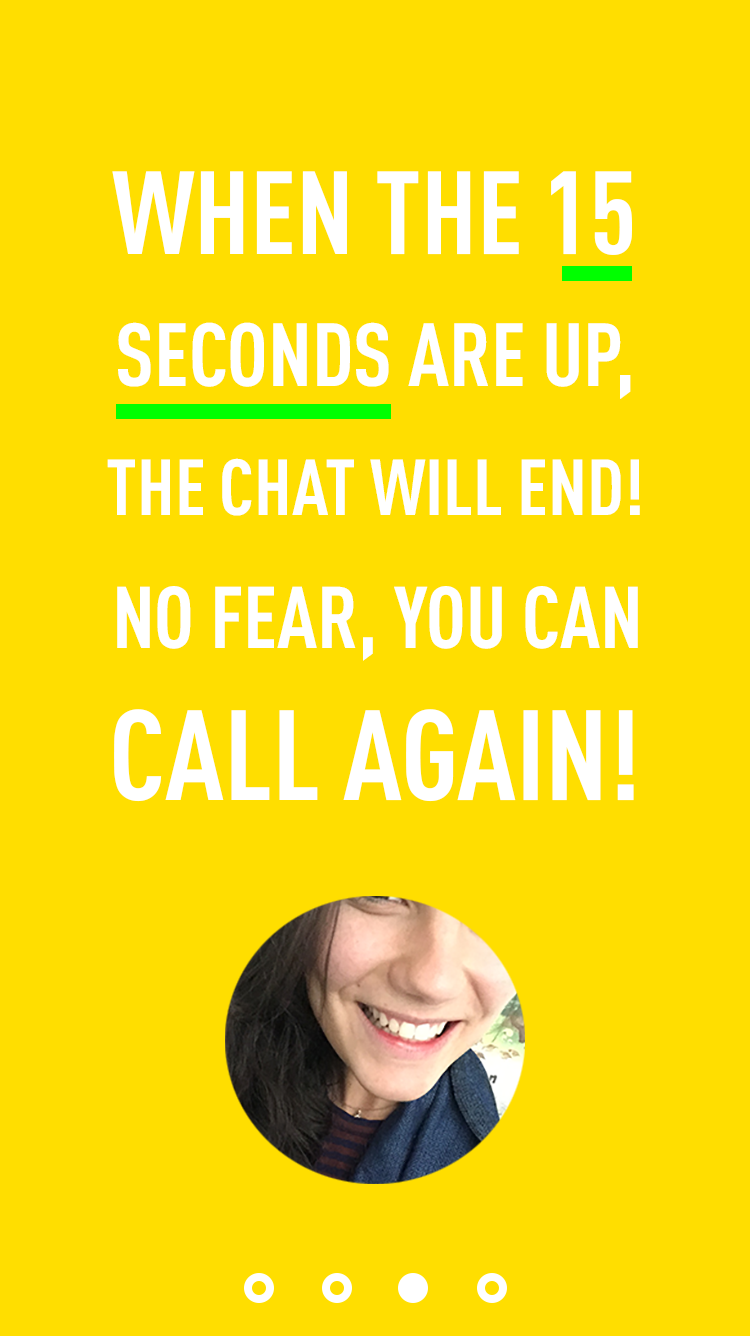 WHEN THE 15
SECONDS ARE UP,
THE CHAT WILL END!
NO FEAR, YOU CAN
CALL AGAIN!